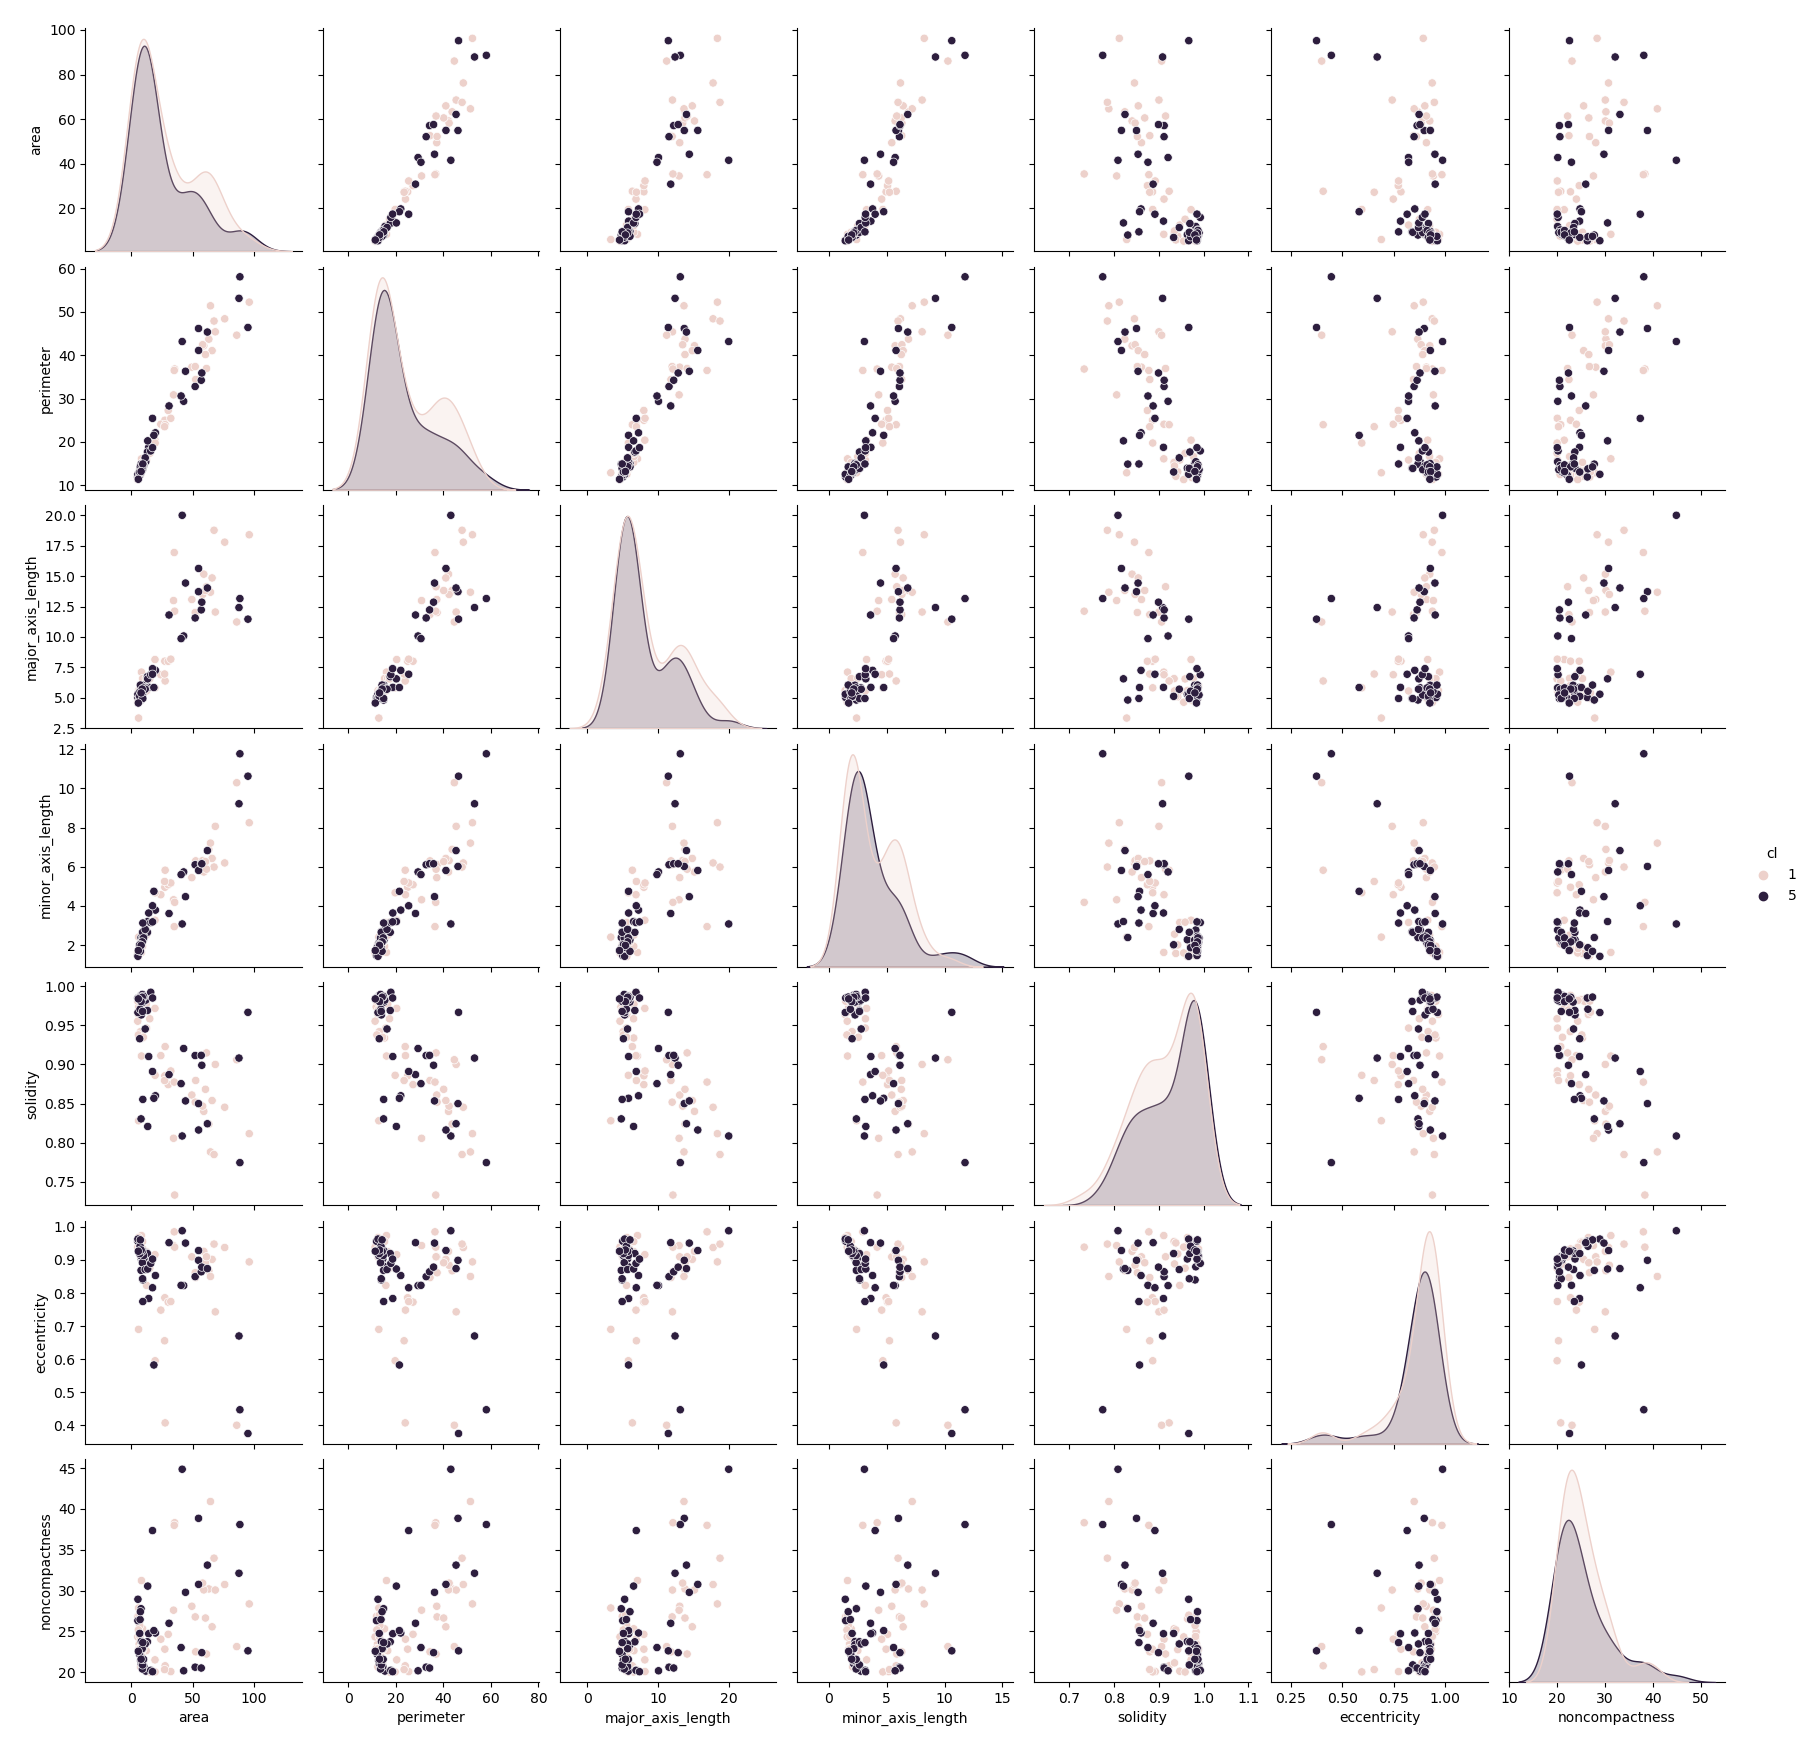 100
80
60
40
20
area
60
50
40
30
20
10
perimeter
20.0
17.5
15.0
12.5
10.0
7.5
5.0
2.5
major_axis_length
12
10
8
6
4
2
minor_axis_length
cl
1
5
1.00
0.95
0.90
0.85
0.80
0.75
solidity
1.0
0.9
0.8
0.7
0.6
0.5
0.4
eccentricity
45
40
35
30
25
20
noncompactness
0 50 100
0 20 40 60 80
0 10 20
0 5 10 15
0.7 0.8 0.9 1.0 1.1
0.25 0.50 0.75 1.00
10 20 30 40 50
area
perimeter
major_axis_length
minor_axis_length
solidity
eccentricity
noncompactness